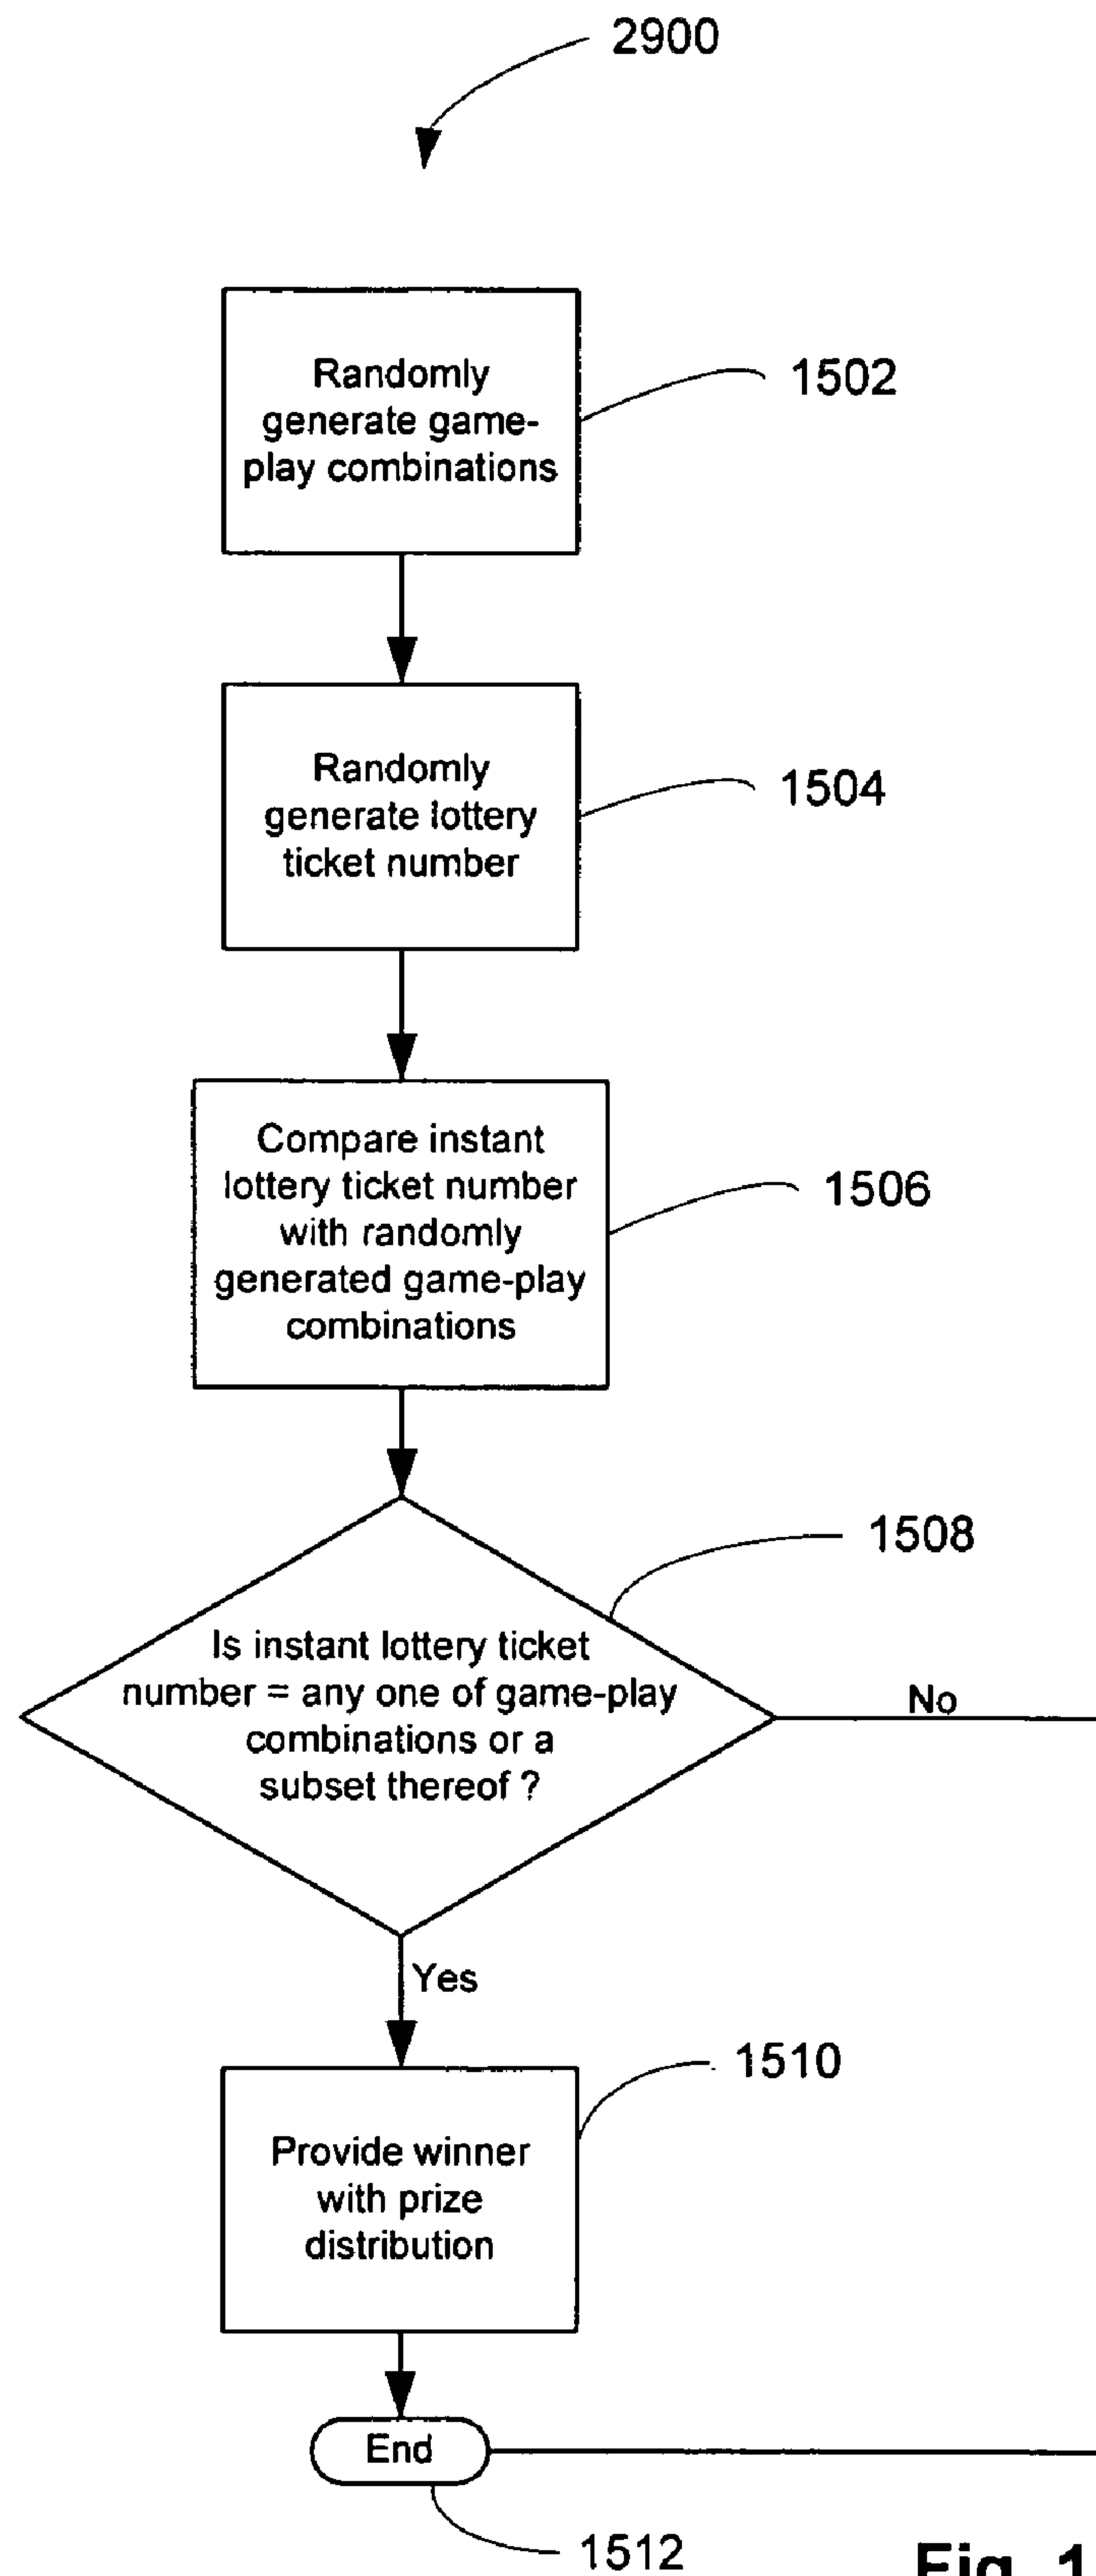 2900
Randomly
generate game-
play combinations
1502
Randomly
generate lottery
ticket number
1504
Compare instant
lottery ticket number
with randomly
generated game-play
combinations
1506
1508
Is instant lottery ticket
number = any one of game-play
combinations or a
subset thereof ?
No
Yes
1510
Provide winner
with prize
distribution
End
1512
Fig. 1